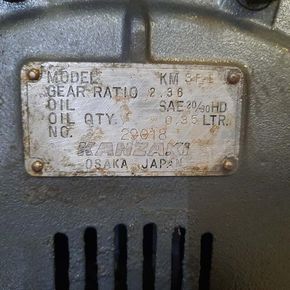 MODEL KM
GEAR RATIO 2.36
OIL SAE 20/30HD
OIL QTY. 0.35 LTR.
NO. 29018
KANZAKI
OSAKA JAPAN